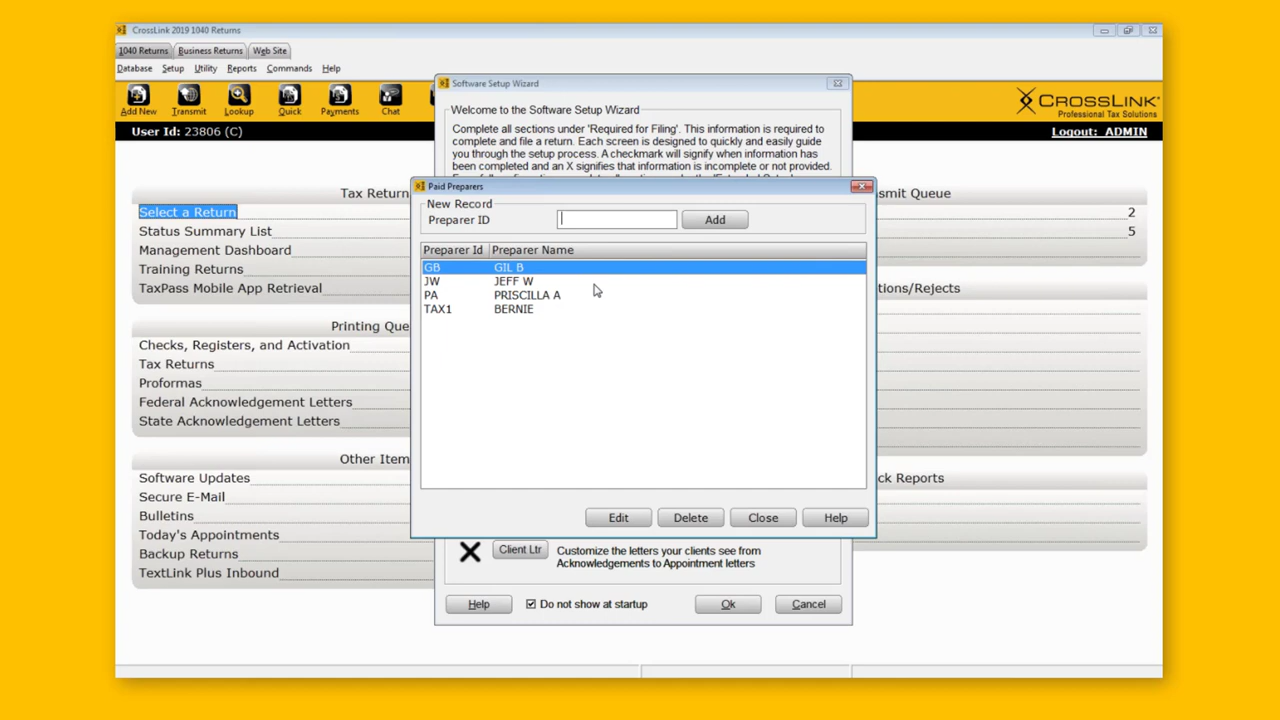 CrossLink 2019 1040 Returns
1040 Returns Business Returns Web Site
Database Setup Utility Reports Commands Help
Add New Transmit Lookup Quick Payments Chat
CROSSLINK
Professional Tax Solutions
User Id: 23806 (C)
Logout: ADMIN
Software Setup Wizard
Welcome to the Software Setup Wizard
Complete all sections under 'Required for Filing'. This information is required to
complete and file a return. Each screen is designed to quickly and easily guide
you through the setup process. A checkmark will signify when information has
been completed and an X signifies that information is incomplete or not provided.
Paid Preparers
New Record
Preparer ID Add
Preparer Id Preparer Name
GB GIL B
JW JEFF W
PA PRISCILLA A
TAX1 BERNIE
Edit Delete Close Help
Client Ltr Customize the letters your clients see from
Acknowledgements to Appointment letters
Help Do not show at startup Ok Cancel
Tax Return
Select a Return
Status Summary List
Management Dashboard
Training Returns
TaxPass Mobile App Retrieval
Printing Que
Checks, Registers, and Activation
Tax Returns
Proformas
Federal Acknowledgement Letters
State Acknowledgement Letters
Other Item
Software Updates
Secure E-Mail
Bulletins
Today's Appointments
Backup Returns
TextLink Plus Inbound
smit Queue
2
5
tions/Rejects
ck Reports